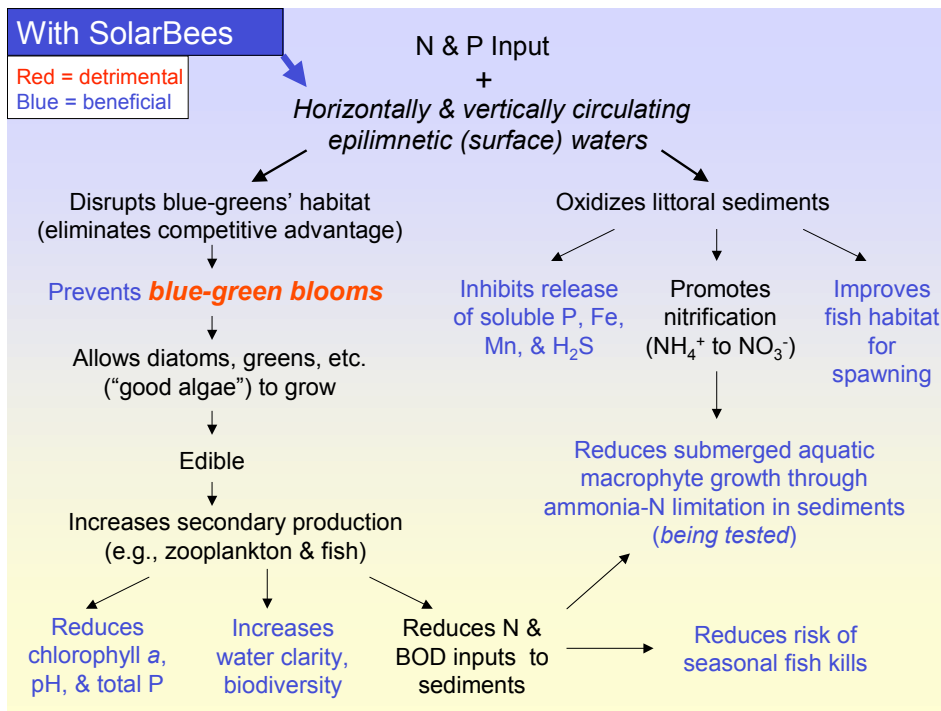 With SolarBees
Red = detrimental
Blue = beneficial
N & P Input
+
Horizontally & vertically circulating
epilimnetic (surface) waters
Disrupts blue-greens’ habitat
(eliminates competitive advantage)
Prevents blue-green blooms
Allows diatoms, greens, etc.
(“good algae”) to grow
Edible
Increases secondary production
(e.g., zooplankton & fish)
Reduces
chlorophyll a,
pH, & total P
Increases
water clarity,
biodiversity
Reduces N &
BOD inputs to
sediments
Oxidizes littoral sediments
Inhibits release
of soluble P, Fe,
Mn, & H₂S
Promotes
nitrification
(NH₄⁺ to NO₃⁻)
Improves
fish habitat
for
spawning
Reduces submerged aquatic
macrophyte growth through
ammonia-N limitation in sediments
(being tested)
Reduces risk of
seasonal fish kills